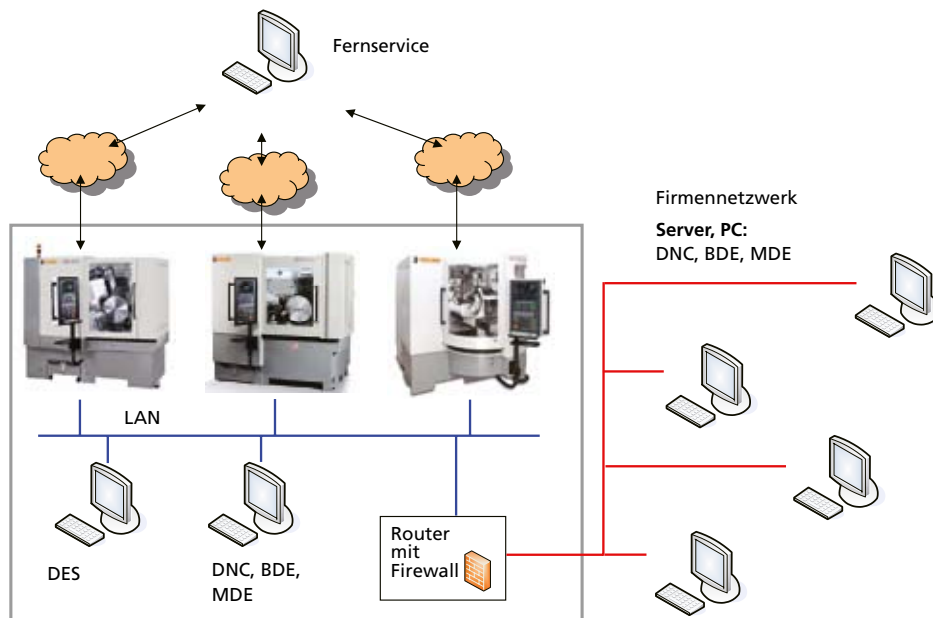 Fernservice
Firmennetzwerk
Server, PC:
DNC, BDE, MDE
LAN
DES
DNC, BDE,
MDE
Router
mit
Firewall